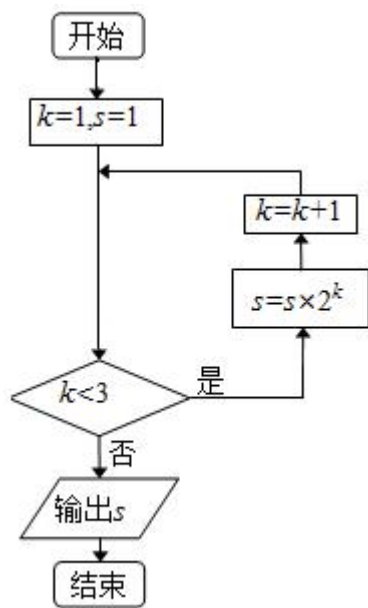 开始
k=1,s=1
k=k+1
s=s×2^k
k<3
是
否
输出s
结束